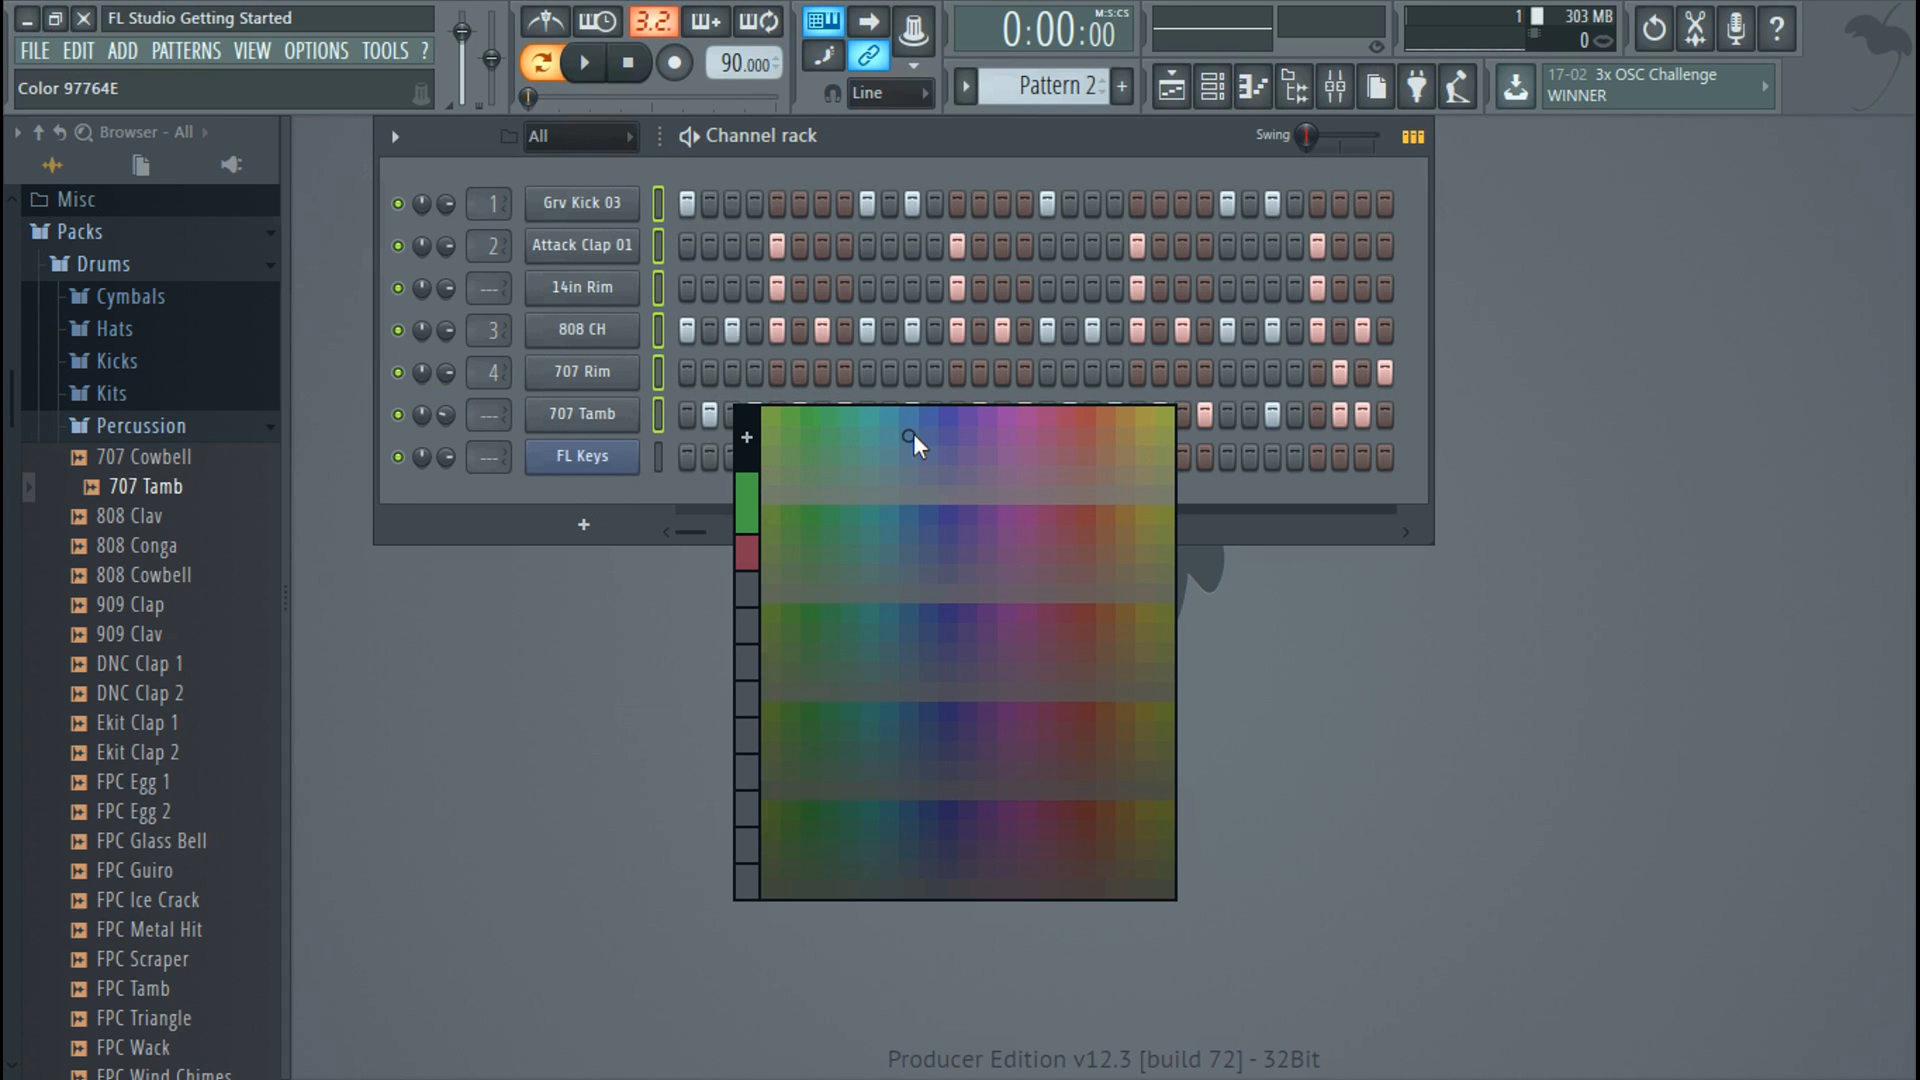 FL Studio Getting Started
FILE EDIT ADD PATTERNS VIEW OPTIONS TOOLS ?
Color 97764E
3.2.
90.000
Line
M:S:CS
0:00:00
Pattern 2
+
1
303 MB
0
?
17-02 3x OSC Challenge
WINNER
Browser - All
Misc
Packs
Drums
Cymbals
Hats
Kicks
Kits
Percussion
707 Cowbell
707 Tamb
808 Clav
808 Conga
808 Cowbell
909 Clap
909 Clav
DNC Clap 1
DNC Clap 2
Ekit Clap 1
Ekit Clap 2
FPC Egg 1
FPC Egg 2
FPC Glass Bell
FPC Guiro
FPC Ice Crack
FPC Metal Hit
FPC Scraper
FPC Tamb
FPC Triangle
FPC Wack
FPC Wind Chimes
All
Channel rack
Swing
1 Grv Kick 03
2 Attack Clap 01
--- 14in Rim
3 808 CH
4 707 Rim
--- 707 Tamb
--- FL Keys
+
+
Producer Edition v12.3 [build 72] - 32Bit